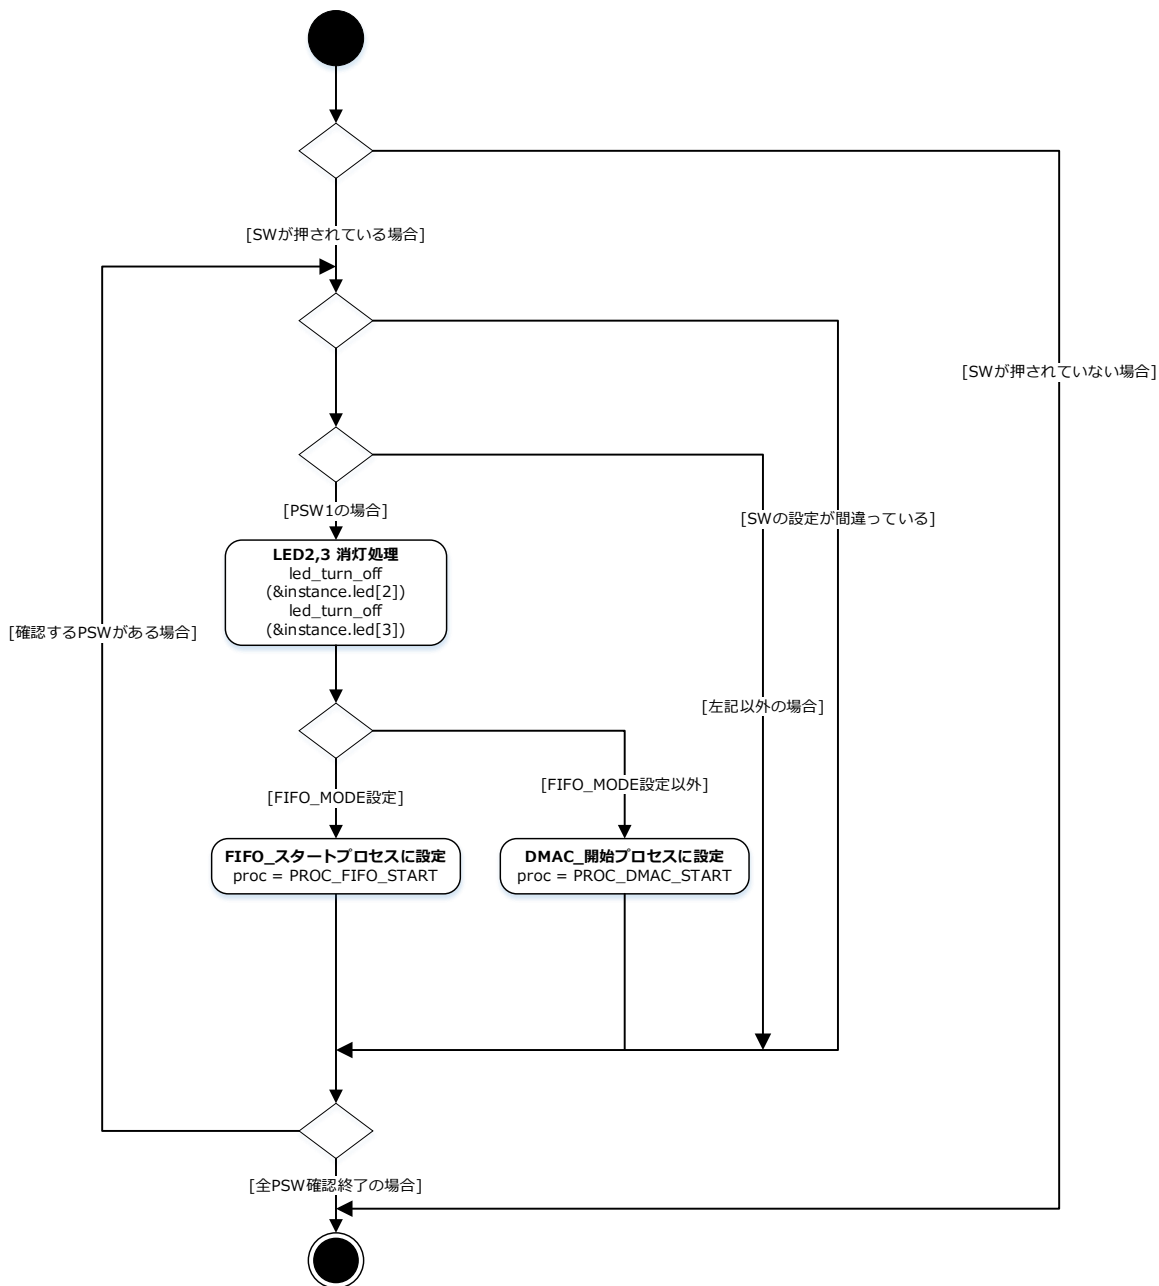 [SWが押されている場合]
[SWが押されていない場合]
[PSW1の場合]
[SWの設定が間違っている]
LED2,3 消灯処理
led_turn_off
(&instance.led[2])
led_turn_off
(&instance.led[3])
[確認するPSWがある場合]
[左記以外の場合]
[FIFO_MODE設定]
[FIFO_MODE設定以外]
FIFO_スタートプロセスに設定
proc = PROC_FIFO_START
DMAC_開始プロセスに設定
proc = PROC_DMAC_START
[全PSW確認終了の場合]